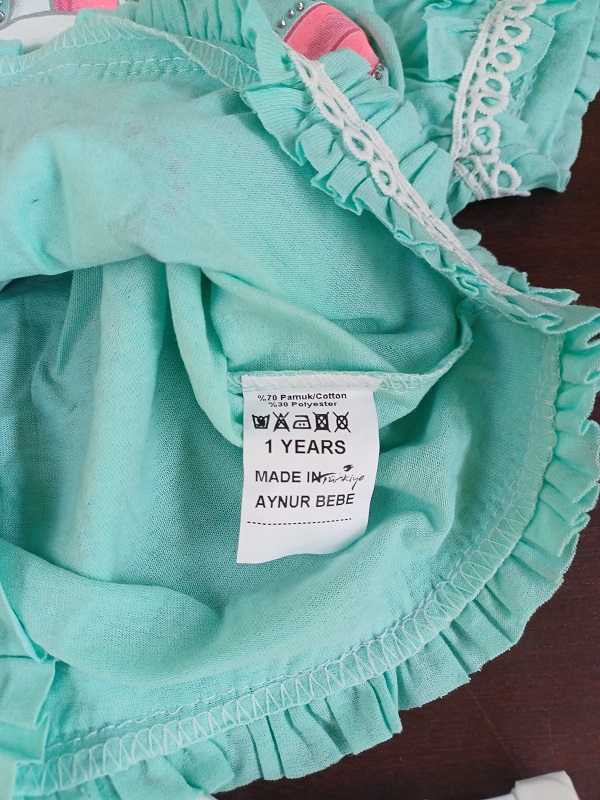 %70 Pamuk/Cotton
%30 Polyester
1 YEARS
MADE IN Türkiye
AYNUR BEBE